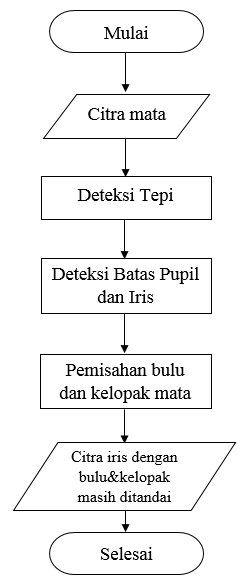 Mulai
Citra mata
Deteksi Tepi
Deteksi Batas Pupil
dan Iris
Pemisahan bulu
dan kelopak mata
Citra iris dengan
bulu&kelopak
masih ditandai
Selesai